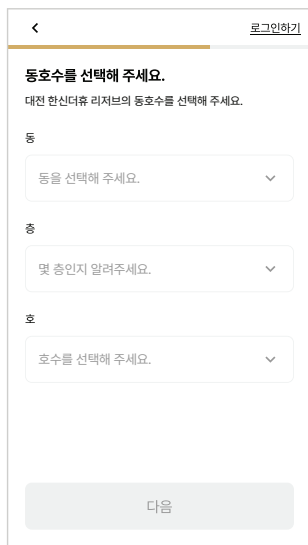 로그인하기
동호수를 선택해 주세요.
대전 한신더휴 리저브의 동호수를 선택해 주세요.
동
동을 선택해 주세요.
층
몇 층인지 알려주세요.
호
호수를 선택해 주세요.
다음